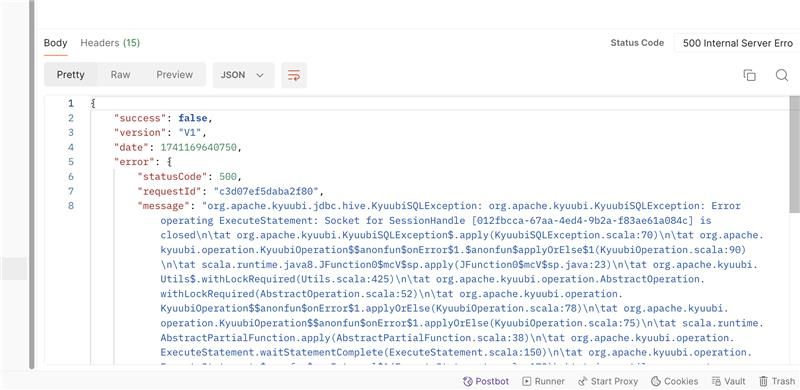 Body Headers (15) Status Code 500 Internal Server Erro
Pretty Raw Preview JSON
1 {
2 "success": false,
3 "version": "V1",
4 "date": 1741169640750,
5 "error": {
6 "statusCode": 500,
7 "requestId": "c3d07ef5daba2f80",
8 "message": "org.apache.kyuubi.jdbc.hive.KyuubiSQLException: org.apache.kyuubi.KyuubiSQLException: Error
operating ExecuteStatement: Socket for SessionHandle [012fbcca-67aa-4ed4-9b2a-f83ae61a084c] is
closed\n\tat org.apache.kyuubi.KyuubiSQLException$.apply(KyuubiSQLException.scala:70)\n\tat org.apache.
kyuubi.operation.KyuubiOperation$$anonfun$onError$1.$anonfun$applyOrElse$1(KyuubiOperation.scala:90)
\n\tat scala.runtime.java8.JFunction0$mcV$sp.apply(JFunction0$mcV$sp.java:23)\n\tat org.apache.kyuubi.
Utils$.withLockRequired(Utils.scala:425)\n\tat org.apache.kyuubi.operation.AbstractOperation.
withLockRequired(AbstractOperation.scala:52)\n\tat org.apache.kyuubi.operation.
KyuubiOperation$$anonfun$onError$1.applyOrElse(KyuubiOperation.scala:78)\n\tat org.apache.kyuubi.
operation.KyuubiOperation$$anonfun$onError$1.applyOrElse(KyuubiOperation.scala:75)\n\tat scala.runtime.
AbstractPartialFunction.apply(AbstractPartialFunction.scala:38)\n\tat org.apache.kyuubi.operation.
ExecuteStatement.waitStatementComplete(ExecuteStatement.scala:150)\n\tat org.apache.kyuubi.operation.
Postbot Runner Start Proxy Cookies Vault Trash